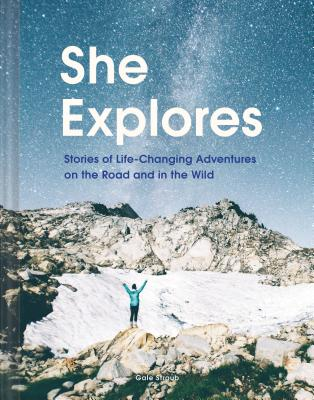 She
Explores
Stories of Life-Changing Adventures
on the Road and in the Wild
Gale Straub